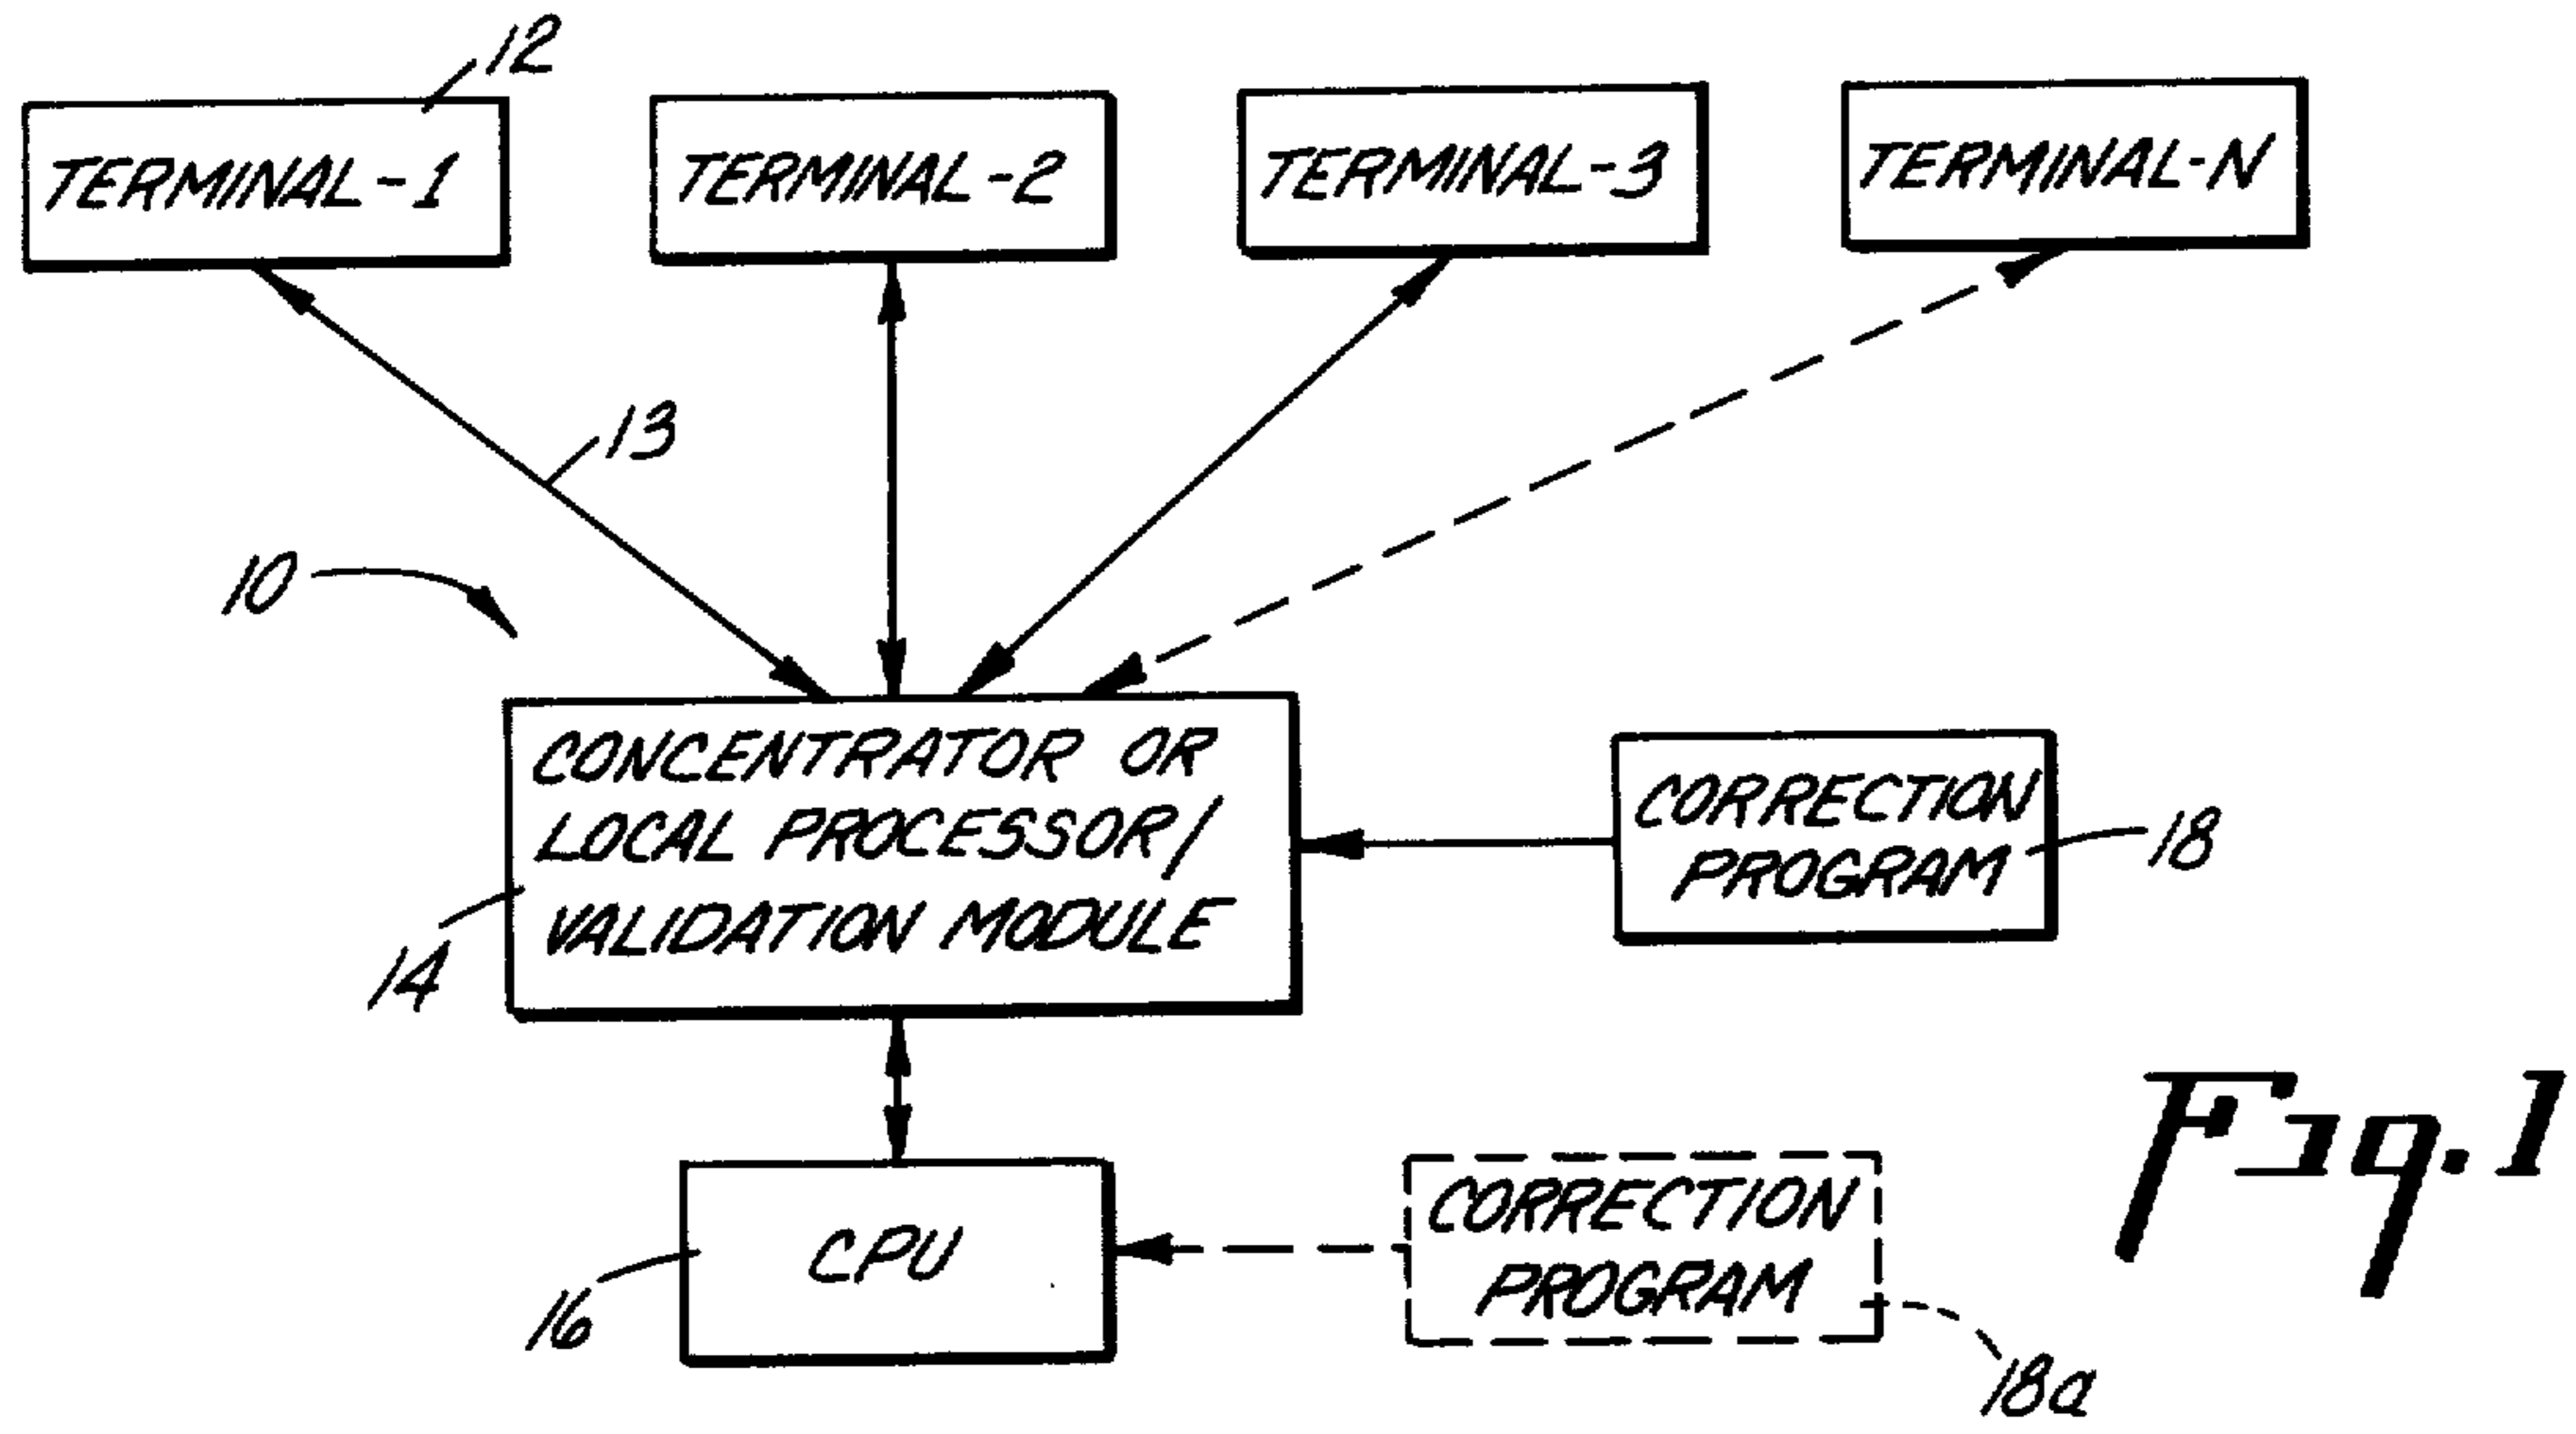 12
TERMINAL-1
TERMINAL-2
TERMINAL-3
TERMINAL-N
13
10
CONCENTRATOR OR
LOCAL PROCESSOR/
VALIDATION MODULE
14
CORRECTION
PROGRAM
18
CPU
16
CORRECTION
PROGRAM
18a
Fig. 1